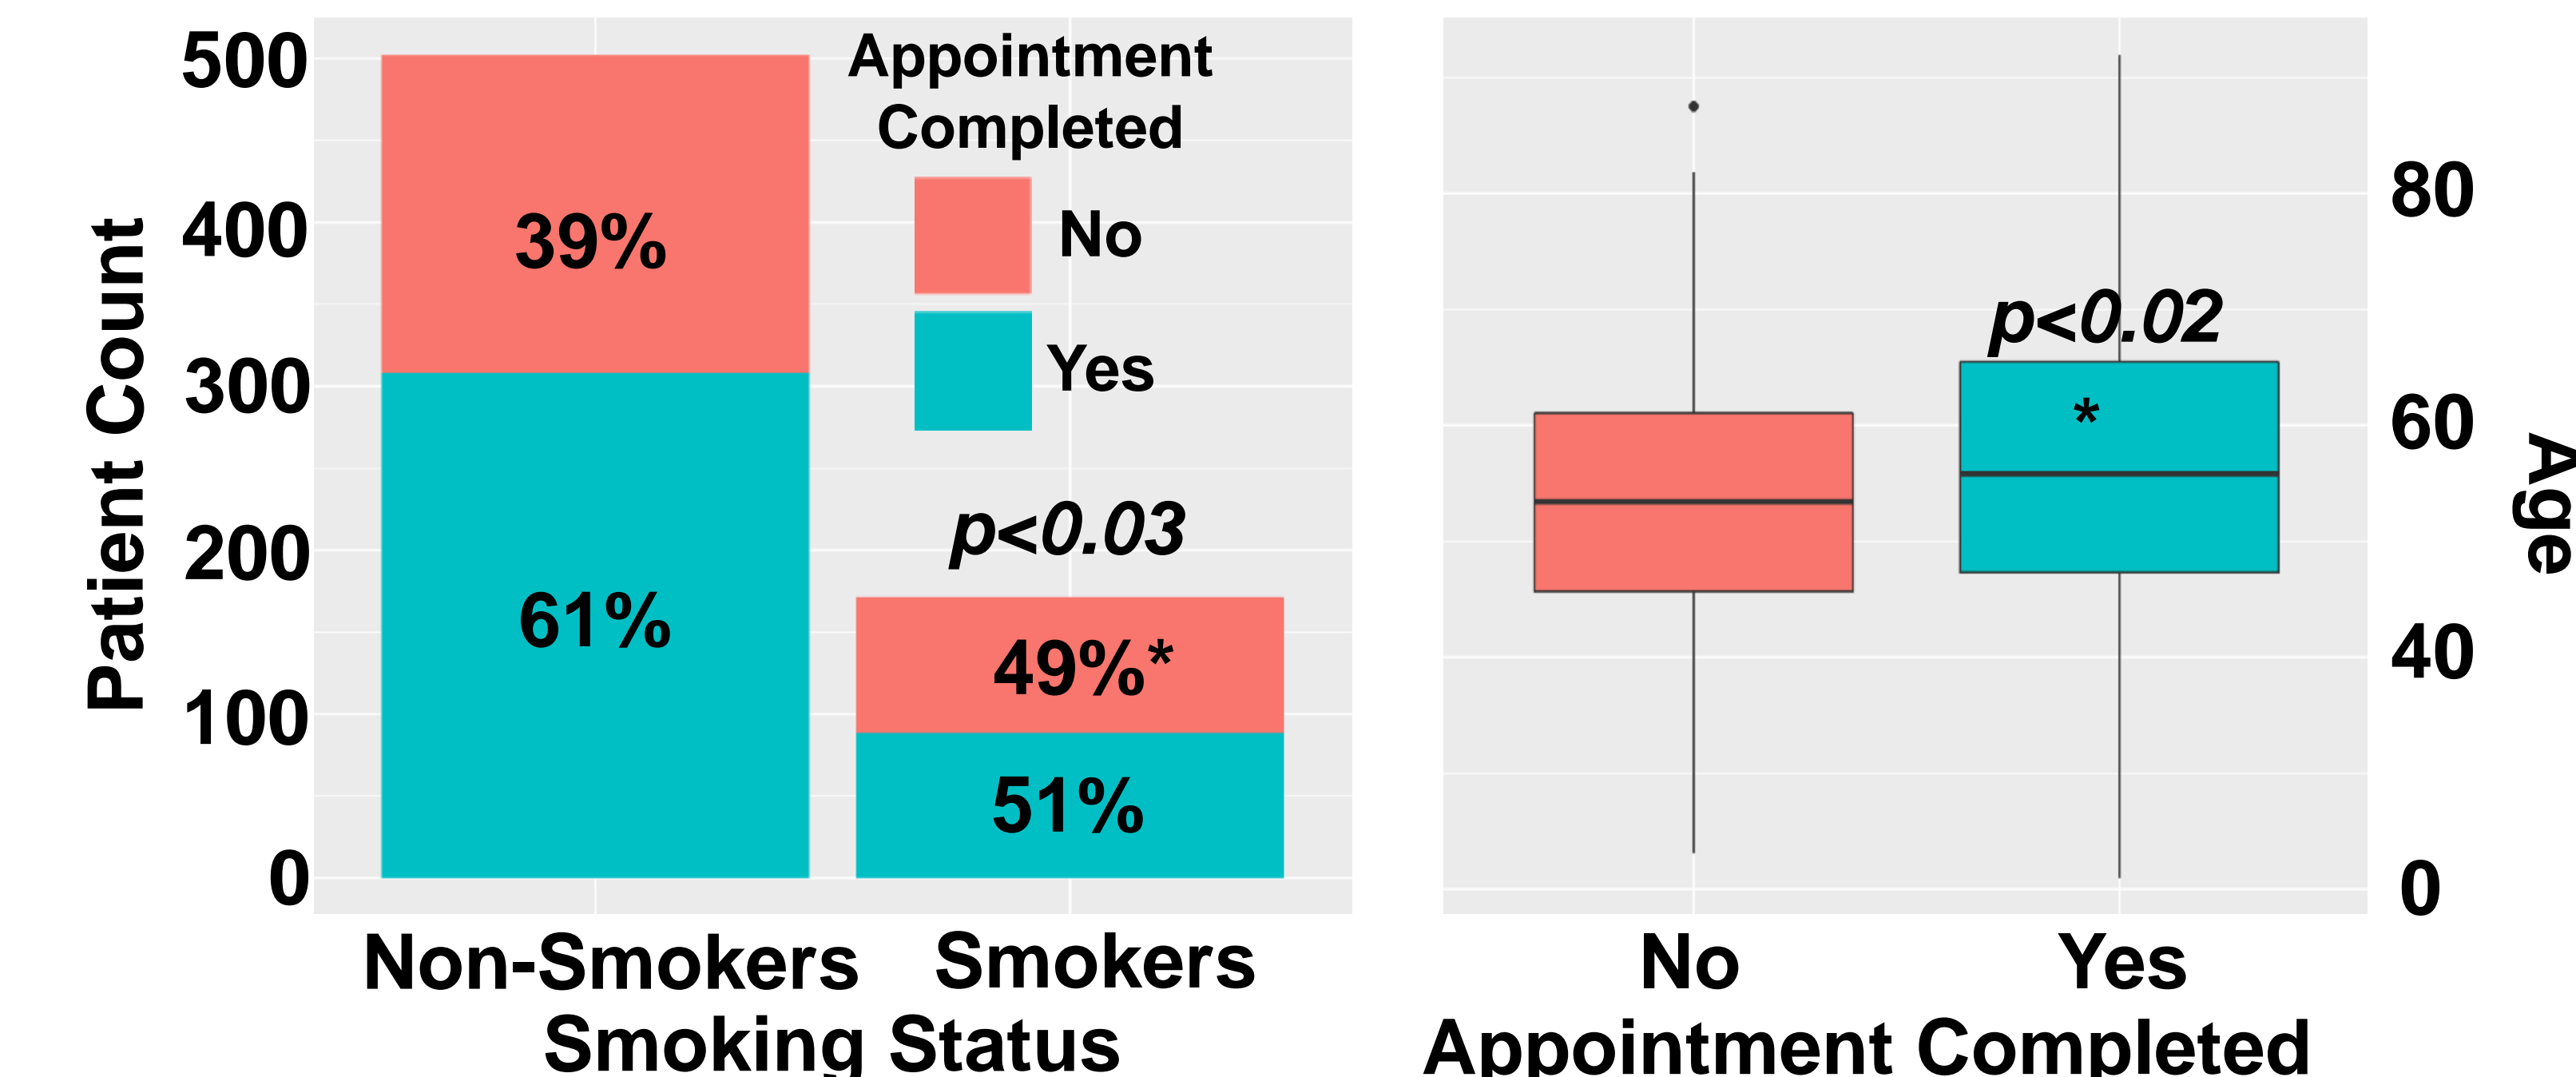 Patient Count
500
400
300
200
100
0
39%
61%
Appointment
Completed
No
Yes
p<0.03
49%*
51%
Non-Smokers Smokers
Smoking Status
p<0.02
*
80
60
40
0
Age
No Yes
Appointment Completed